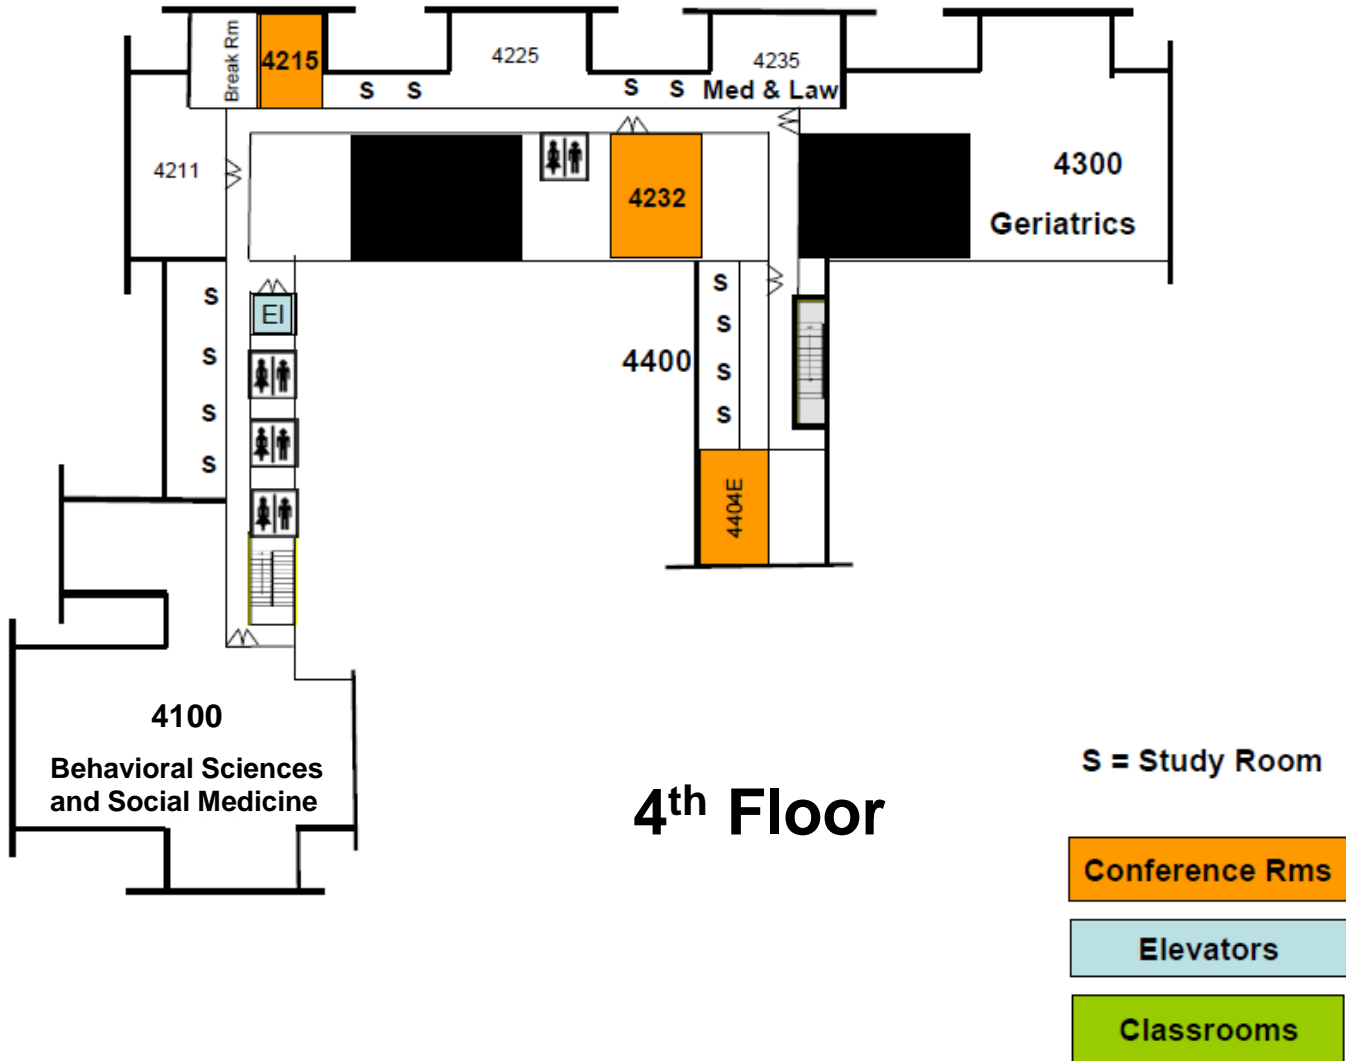 Break Rm
4215
4225
4235
S S
S S
Med & Law
4211
4232
4300
Geriatrics
S
S
S
S
El
4400
S
S
S
S
4404E
4100
Behavioral Sciences
and Social Medicine
4th Floor
S = Study Room
Conference Rms
Elevators
Classrooms